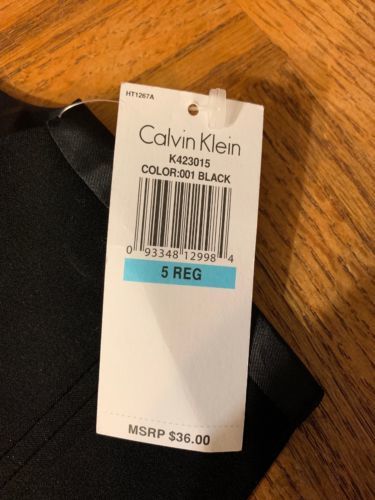 HT1267A
Calvin Klein
K423015
COLOR:001 BLACK
0 93348 12998 4
5 REG
MSRP $36.00